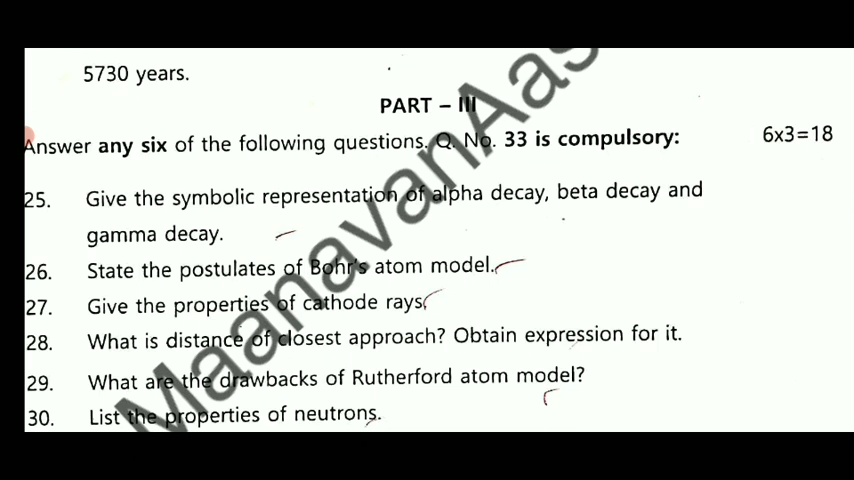 5730 years.
PART – III
Answer any six of the following questions. Q. No. 33 is compulsory: 6x3=18
25. Give the symbolic representation of alpha decay, beta decay and
gamma decay.
26. State the postulates of Bohr's atom model.
27. Give the properties of cathode rays.
28. What is distance of closest approach? Obtain expression for it.
29. What are the drawbacks of Rutherford atom model?
30. List the properties of neutrons.
MaanavanAas